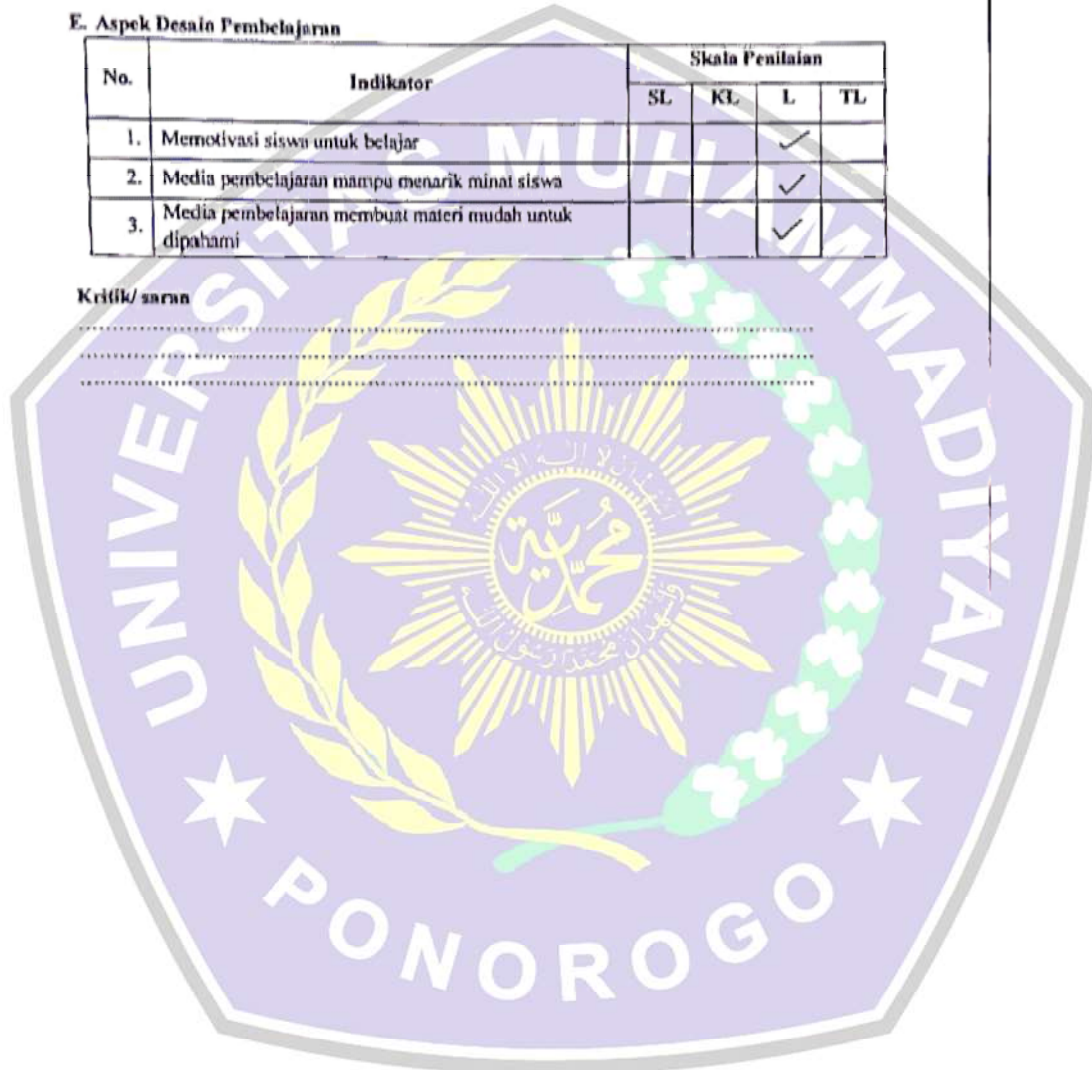 E. Aspek Desain Pembelajaran
No. Indikator Skala Penilaian
SL KL L TL
1. Memotivasi siswa untuk belajar ✓
2. Media pembelajaran mampu menarik minat siswa ✓
3. Media pembelajaran membuat materi mudah untuk
dipahami ✓
Kritik/ saran
UNIVERSITAS MUHAMMADIYAH
PONOROGO
محمدية